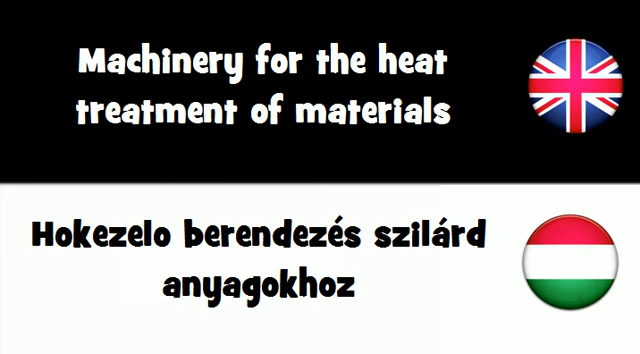 Machinery for the heat
treatment of materials
Hokezelo berendezés szilárd
anyagokhoz